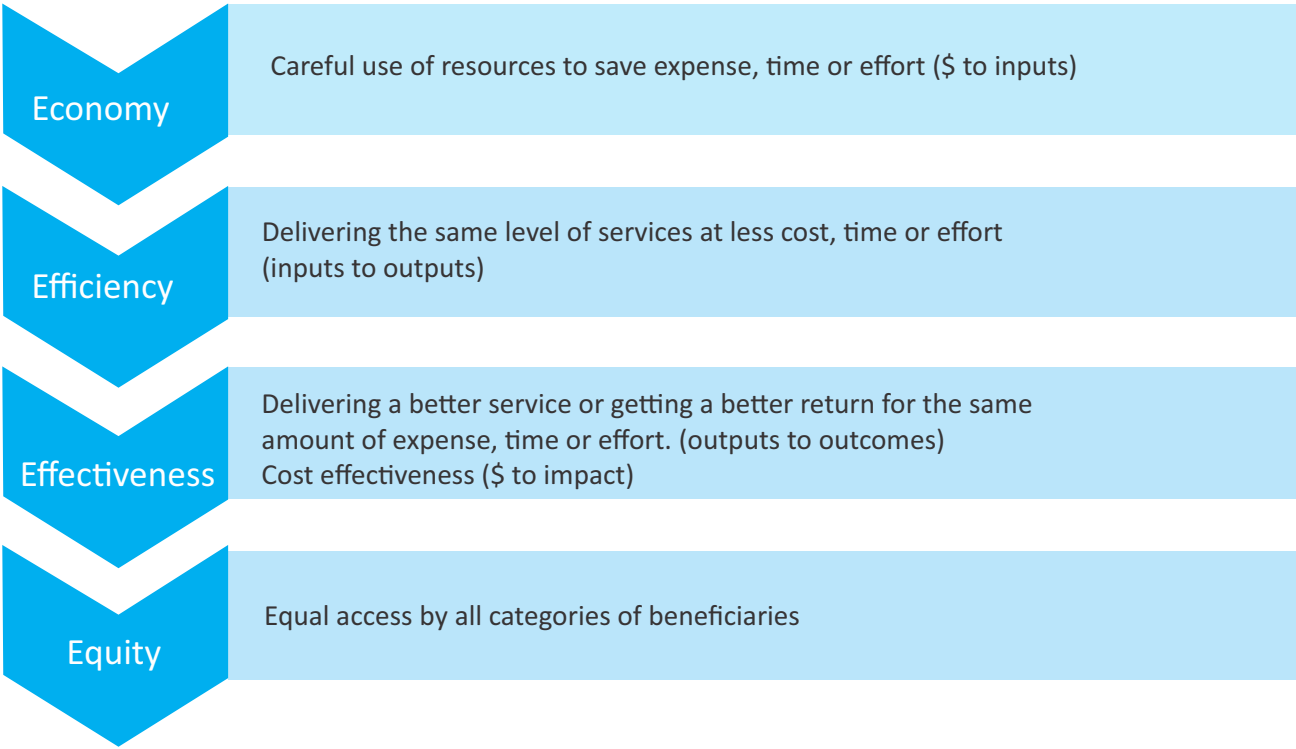 Economy
Careful use of resources to save expense, time or effort ($ to inputs)
Efficiency
Delivering the same level of services at less cost, time or effort
(inputs to outputs)
Effectiveness
Delivering a better service or getting a better return for the same
amount of expense, time or effort. (outputs to outcomes)
Cost effectiveness ($ to impact)
Equity
Equal access by all categories of beneficiaries